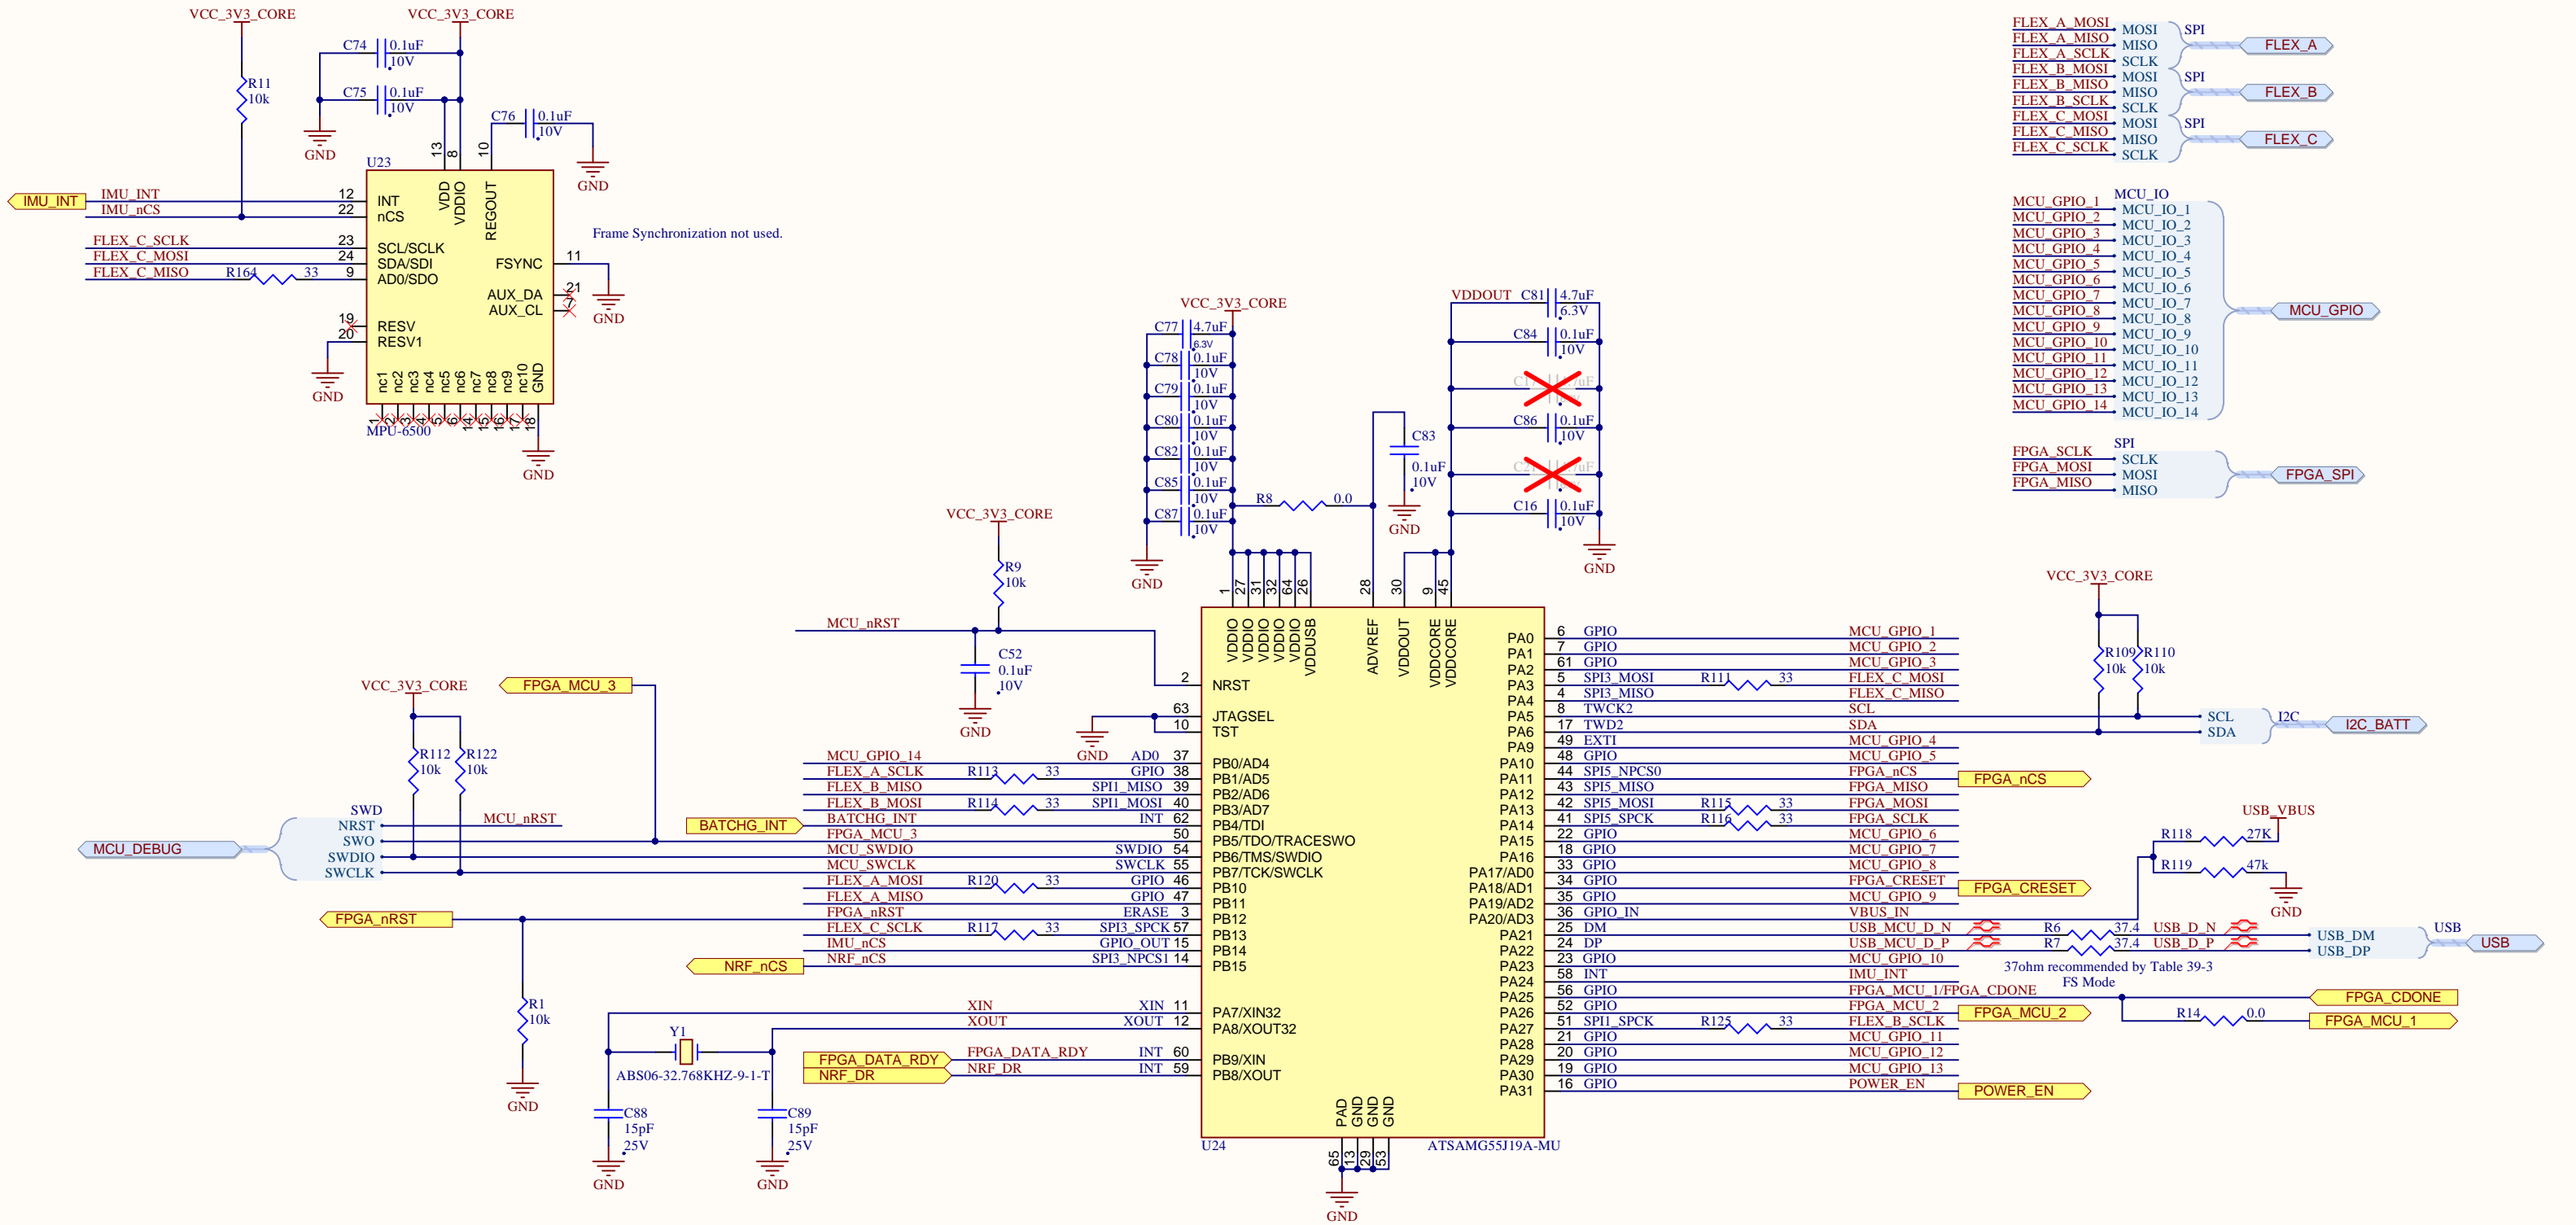 VCC_3V3_CORE
VCC_3V3_CORE
R11
10k
C74
0.1uF
10V
C75
0.1uF
10V
C76
0.1uF
10V
GND
GND
U23
13
8
10
VDD
VDDIO
REGOUT
IMU_INT
IMU_INT
12
INT
IMU_nCS
22
nCS
FLEX_C_SCLK
23
SCL/SCLK
FLEX_C_MOSI
24
SDA/SDI
FLEX_C_MISO
R164
33
9
AD0/SDO
19
RESV
20
RESV1
GND
Frame Synchronization not used.
FSYNC
11
AUX_DA
21
AUX_CL
7
GND
nc1
nc2
nc3
nc4
nc5
nc6
nc7
nc8
nc9
nc10
GND
1
2
3
4
5
6
14
15
16
17
18
MPU-6500
GND
FLEX_A_MOSI
MOSI
SPI
FLEX_A_MISO
MISO
FLEX_A
FLEX_A_SCLK
SCLK
FLEX_B_MOSI
MOSI
SPI
FLEX_B_MISO
MISO
FLEX_B
FLEX_B_SCLK
SCLK
FLEX_C_MOSI
MOSI
SPI
FLEX_C_MISO
MISO
FLEX_C
FLEX_C_SCLK
SCLK
MCU_IO
MCU_GPIO_1
MCU_IO_1
MCU_GPIO_2
MCU_IO_2
MCU_GPIO_3
MCU_IO_3
MCU_GPIO_4
MCU_IO_4
MCU_GPIO_5
MCU_IO_5
MCU_GPIO_6
MCU_IO_6
MCU_GPIO_7
MCU_IO_7
MCU_GPIO
MCU_GPIO_8
MCU_IO_8
MCU_GPIO_9
MCU_IO_9
MCU_GPIO_10
MCU_IO_10
MCU_GPIO_11
MCU_IO_11
MCU_GPIO_12
MCU_IO_12
MCU_GPIO_13
MCU_IO_13
MCU_GPIO_14
MCU_IO_14
SPI
FPGA_SCLK
SCLK
FPGA_MOSI
MOSI
FPGA_SPI
FPGA_MISO
MISO
VCC_3V3_CORE
C77
4.7uF
6.3V
C78
0.1uF
10V
C79
0.1uF
10V
C80
0.1uF
10V
C82
0.1uF
10V
C85
0.1uF
10V
C87
0.1uF
10V
GND
R8
0.0
C83
0.1uF
10V
GND
VDDOUT
C81
4.7uF
6.3V
C84
0.1uF
10V
C86
0.1uF
10V
C16
0.1uF
10V
GND
VCC_3V3_CORE
R9
10k
MCU_nRST
C52
0.1uF
10V
GND
1
27
31
32
64
26
28
30
9
45
VDDIO
VDDIO
VDDIO
VDDIO
VDDIO
VDDUSB
ADVREF
VDDOUT
VDDCORE
VDDCORE
2
NRST
63
JTAGSEL
10
TST
GND
MCU_GPIO_14
AD0
37
PB0/AD4
FLEX_A_SCLK
R113
33
GPIO
38
PB1/AD5
FLEX_B_MISO
SPI1_MISO
39
PB2/AD6
FLEX_B_MOSI
R114
33
SPI1_MOSI
40
PB3/AD7
BATCHG_INT
BATCHG_INT
INT
62
PB4/TDI
FPGA_MCU_3
50
PB5/TDO/TRACESWO
MCU_SWDIO
SWDIO
54
PB6/TMS/SWDIO
MCU_SWCLK
SWCLK
55
PB7/TCK/SWCLK
FLEX_A_MOSI
R120
33
GPIO
46
PB10
FLEX_A_MISO
GPIO
47
PB11
FPGA_nRST
ERASE
3
PB12
FLEX_C_SCLK
R117
33
SPI3_SPCK
57
PB13
IMU_nCS
GPIO_OUT
15
PB14
NRF_nCS
NRF_nCS
SPI3_NPCS1
14
PB15
XIN
XIN
11
PA7/XIN32
XOUT
XOUT
12
PA8/XOUT32
FPGA_DATA_RDY
FPGA_DATA_RDY
INT
60
PB9/XIN
NRF_DR
NRF_DR
INT
59
PB8/XOUT
VCC_3V3_CORE
FPGA_MCU_3
R112
10k
R122
10k
SWD
MCU_DEBUG
NRST
MCU_nRST
SWO
SWDIO
SWCLK
FPGA_nRST
R1
10k
GND
Y1
ABS06-32.768KHZ-9-1-T
C88
15pF
25V
GND
C89
15pF
25V
GND
PAD
GND
GND
GND
65
13
29
53
U24
ATSAMG55J19A-MU
GND
PA0
6
GPIO
MCU_GPIO_1
PA1
7
GPIO
MCU_GPIO_2
PA2
61
GPIO
MCU_GPIO_3
PA3
5
SPI3_MOSI
R111
33
FLEX_C_MOSI
PA4
4
SPI3_MISO
FLEX_C_MISO
PA5
8
TWCK2
SCL
PA6
17
TWD2
SDA
PA9
49
EXTI
MCU_GPIO_4
PA10
48
GPIO
MCU_GPIO_5
PA11
44
SPI5_NPCS0
FPGA_nCS
FPGA_nCS
PA12
43
SPI5_MISO
FPGA_MISO
PA13
42
SPI5_MOSI
R115
33
FPGA_MOSI
PA14
41
SPI5_SPCK
R116
33
FPGA_SCLK
PA15
22
GPIO
MCU_GPIO_6
PA16
18
GPIO
MCU_GPIO_7
PA17/AD0
33
GPIO
MCU_GPIO_8
PA18/AD1
34
GPIO
FPGA_CRESET
FPGA_CRESET
PA19/AD2
35
GPIO
MCU_GPIO_9
PA20/AD3
36
GPIO_IN
VBUS_IN
PA21
25
DM
USB_MCU_D_N
R6
37.4
USB_D_N
PA22
24
DP
USB_MCU_D_P
R7
37.4
USB_D_P
PA23
23
GPIO
MCU_GPIO_10
PA24
58
INT
IMU_INT
PA25
56
GPIO
FPGA_MCU_1/FPGA_CDONE
PA26
52
GPIO
FPGA_MCU_2
FPGA_MCU_2
PA27
51
SPI1_SPCK
R125
33
FLEX_B_SCLK
PA28
21
GPIO
MCU_GPIO_11
PA29
20
GPIO
MCU_GPIO_12
PA30
19
GPIO
MCU_GPIO_13
PA31
16
GPIO
POWER_EN
POWER_EN
VCC_3V3_CORE
R109
10k
R110
10k
SCL
SDA
I2C
I2C_BATT
USB_VBUS
R118
27K
R119
47k
GND
USB_DM
USB_DP
USB
USB
37ohm recommended by Table 39-3
FS Mode
FPGA_CDONE
R14
0.0
FPGA_MCU_1